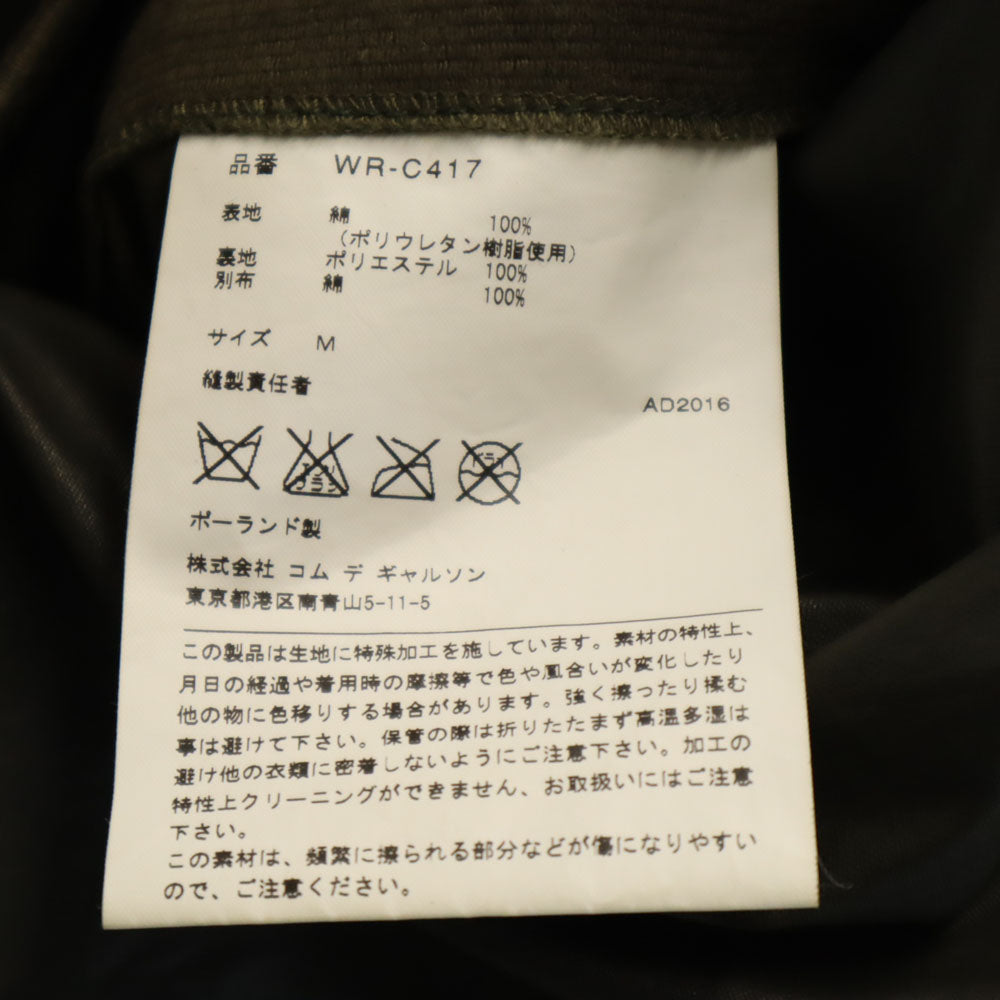 品番 WR-C417
表地 綿 100%
(ポリウレタン樹脂使用)
裏地 ポリエステル 100%
別布 綿 100%
サイズ M
縫製責任者
AD2016
エンソ ドライ
ブラシ
ポーランド製
株式会社 コム デ ギャルソン
東京都港区南青山5-11-5
この製品は生地に特殊加工を施しています。素材の特性上、
月日の経過や着用時の摩擦等で色や風合いが変化したり
他の物に色移りする場合があります。強く擦ったり揉む
事は避けて下さい。保管の際は折りたたまず高温多湿は
避け他の衣類に密着しないようにご注意下さい。加工の
特性上クリーニングができません、お取扱いにはご注意
下さい。
この素材は、頻繁に擦られる部分などが傷になりやすい
ので、ご注意ください。